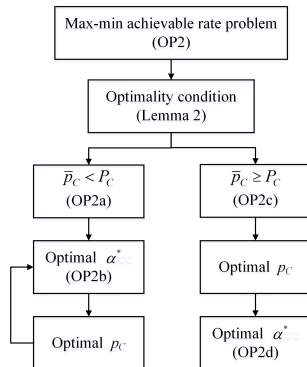 Max-min achievable rate problem
(OP2)
Optimality condition
(Lemma 2)
p̄_C < P_C
(OP2a)
p̄_C ≥ P_C
(OP2c)
Optimal α*
(OP2b)
Optimal p_C
Optimal p_C
Optimal α*
(OP2d)